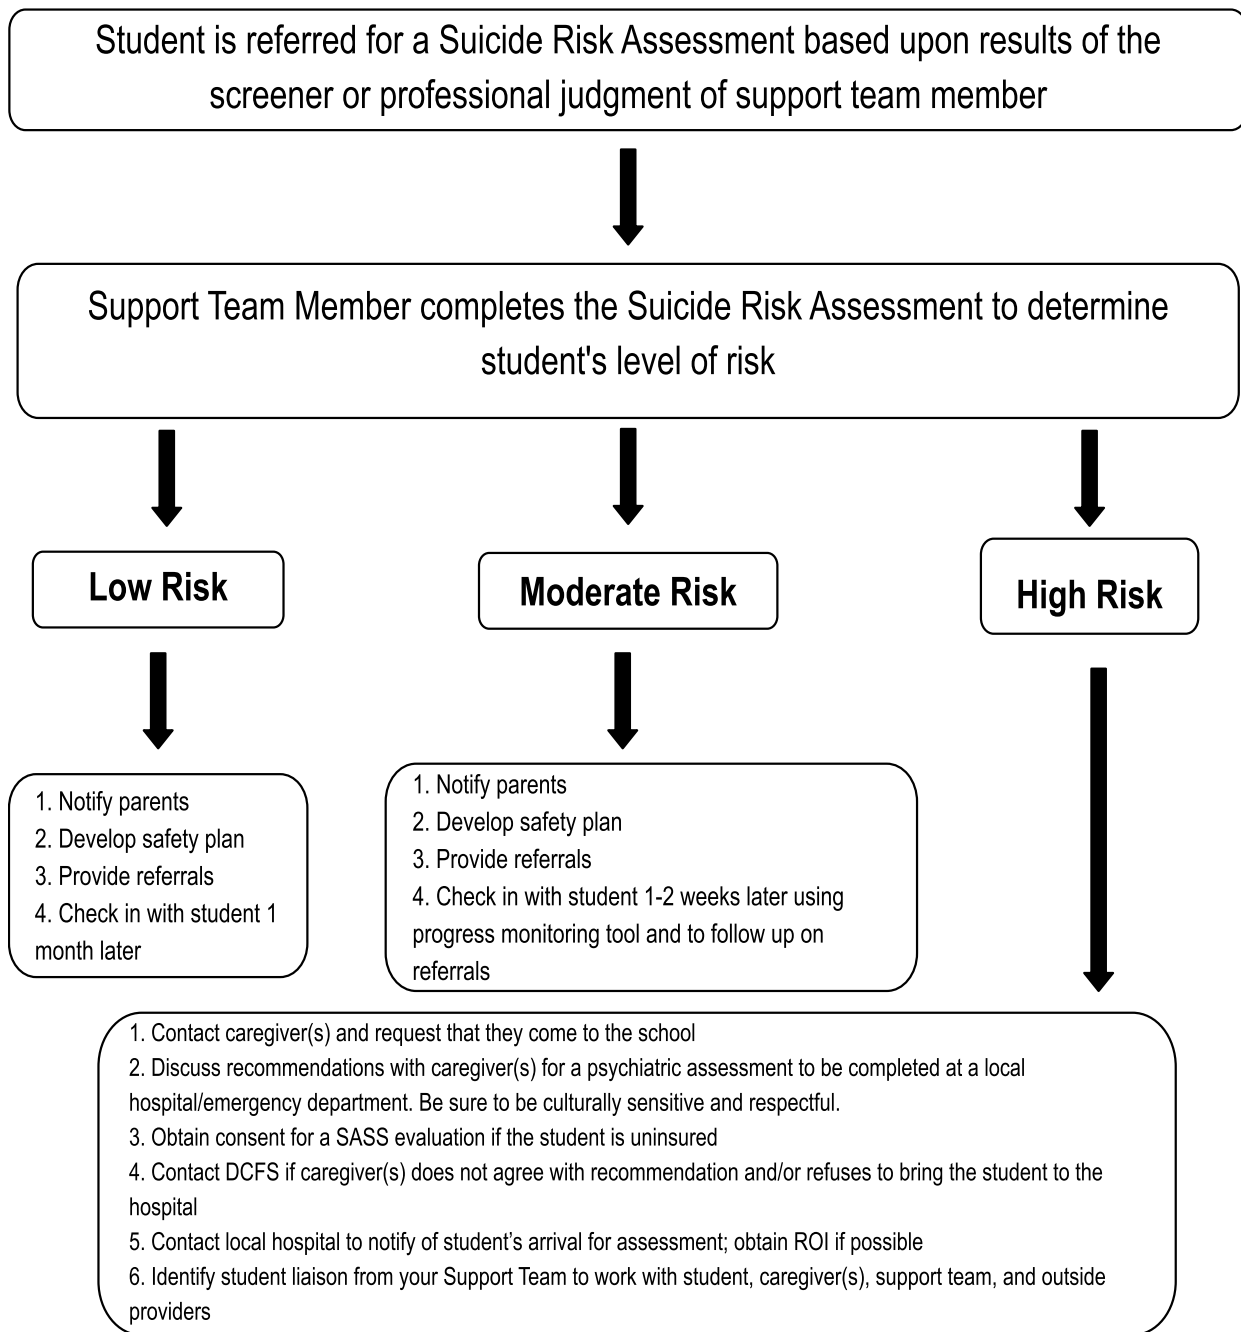 Student is referred for a Suicide Risk Assessment based upon results of the
screener or professional judgment of support team member
Support Team Member completes the Suicide Risk Assessment to determine
student's level of risk
Low Risk
Moderate Risk
High Risk
1. Notify parents
2. Develop safety plan
3. Provide referrals
4. Check in with student 1
month later
1. Notify parents
2. Develop safety plan
3. Provide referrals
4. Check in with student 1-2 weeks later using
progress monitoring tool and to follow up on
referrals
1. Contact caregiver(s) and request that they come to the school
2. Discuss recommendations with caregiver(s) for a psychiatric assessment to be completed at a local
hospital/emergency department. Be sure to be culturally sensitive and respectful.
3. Obtain consent for a SASS evaluation if the student is uninsured
4. Contact DCFS if caregiver(s) does not agree with recommendation and/or refuses to bring the student to the
hospital
5. Contact local hospital to notify of student’s arrival for assessment; obtain ROI if possible
6. Identify student liaison from your Support Team to work with student, caregiver(s), support team, and outside
providers